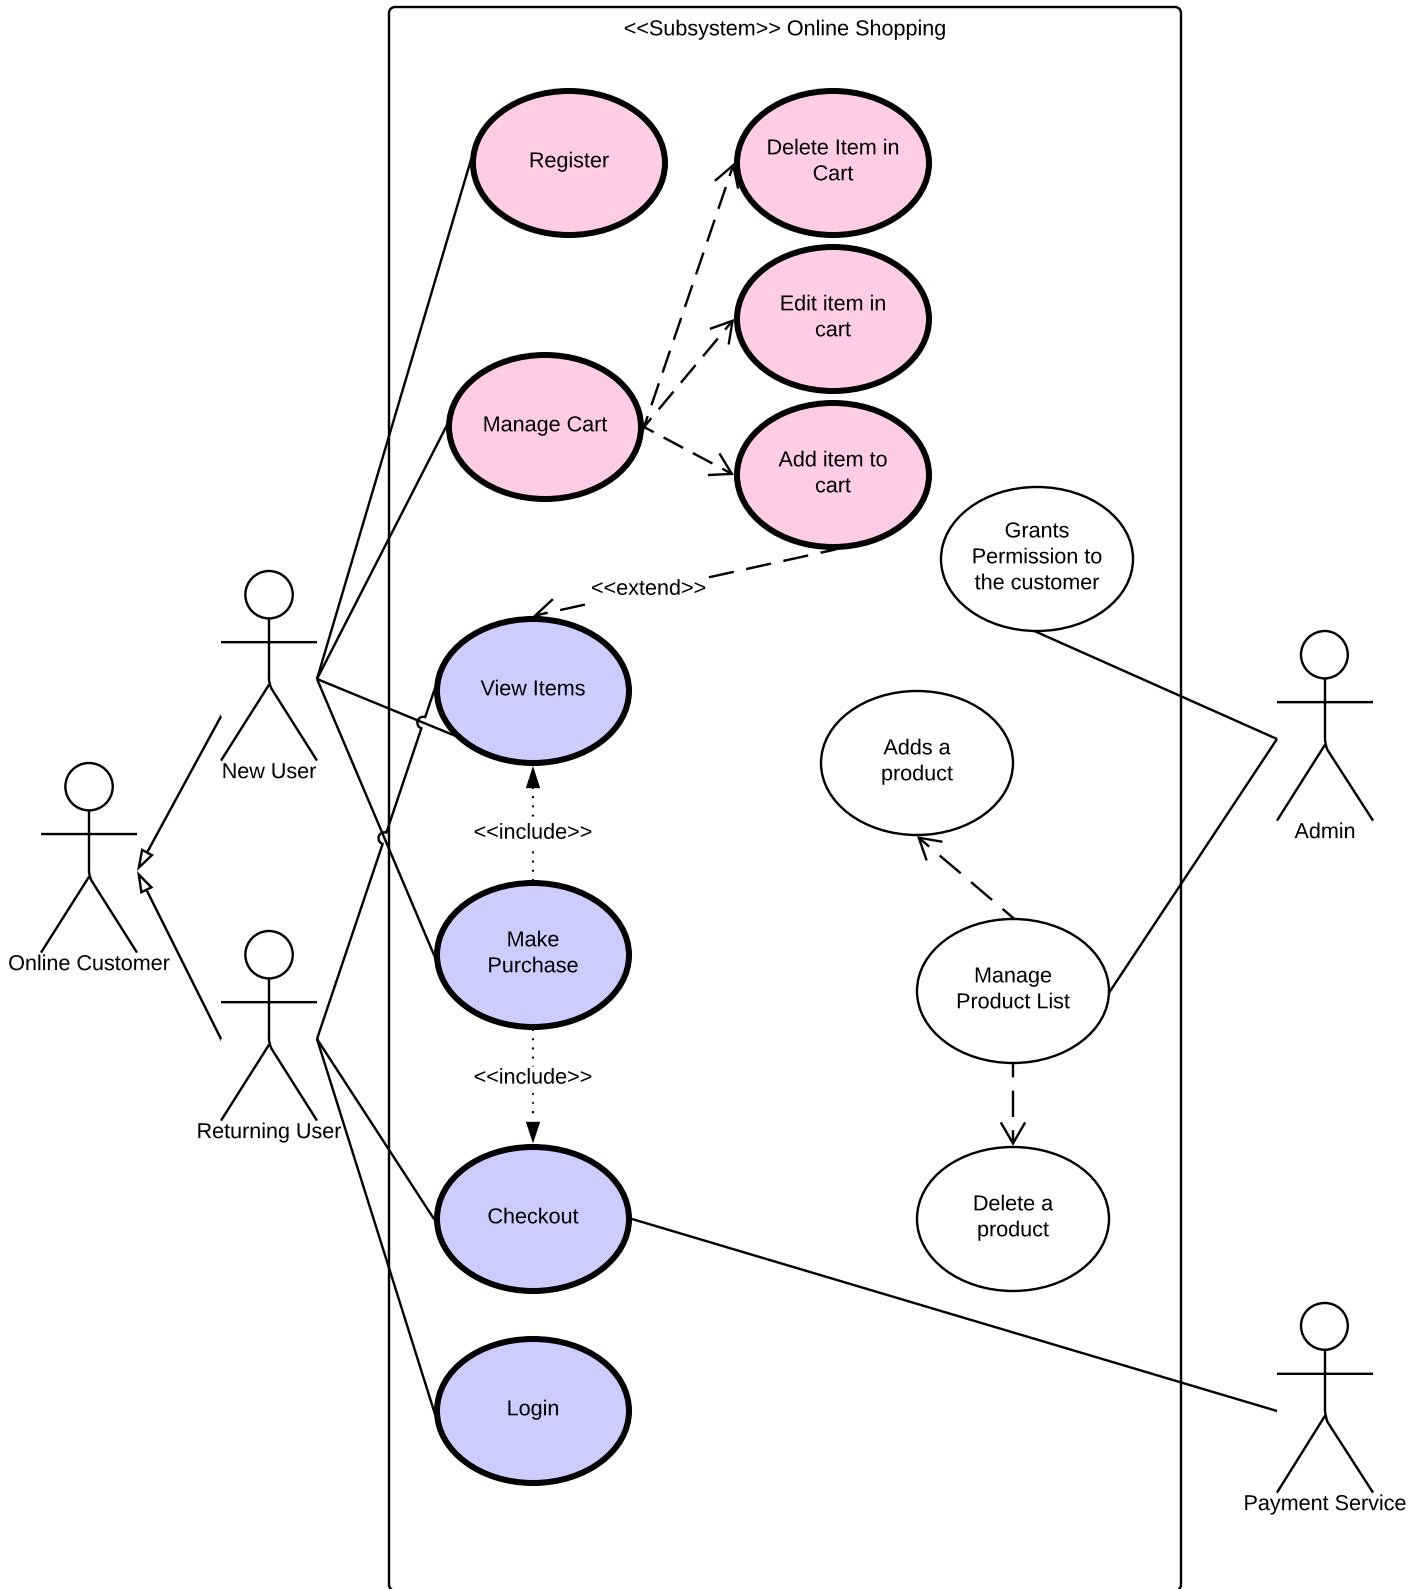 <<Subsystem>> Online Shopping
Register
Delete Item in
Cart
Edit item in
cart
Manage Cart
Add item to
cart
Grants
Permission to
the customer
<<extend>>
View Items
New User
Adds a
product
Admin
<<include>>
Online Customer
Make
Purchase
Manage
Product List
<<include>>
Returning User
Checkout
Delete a
product
Login
Payment Service